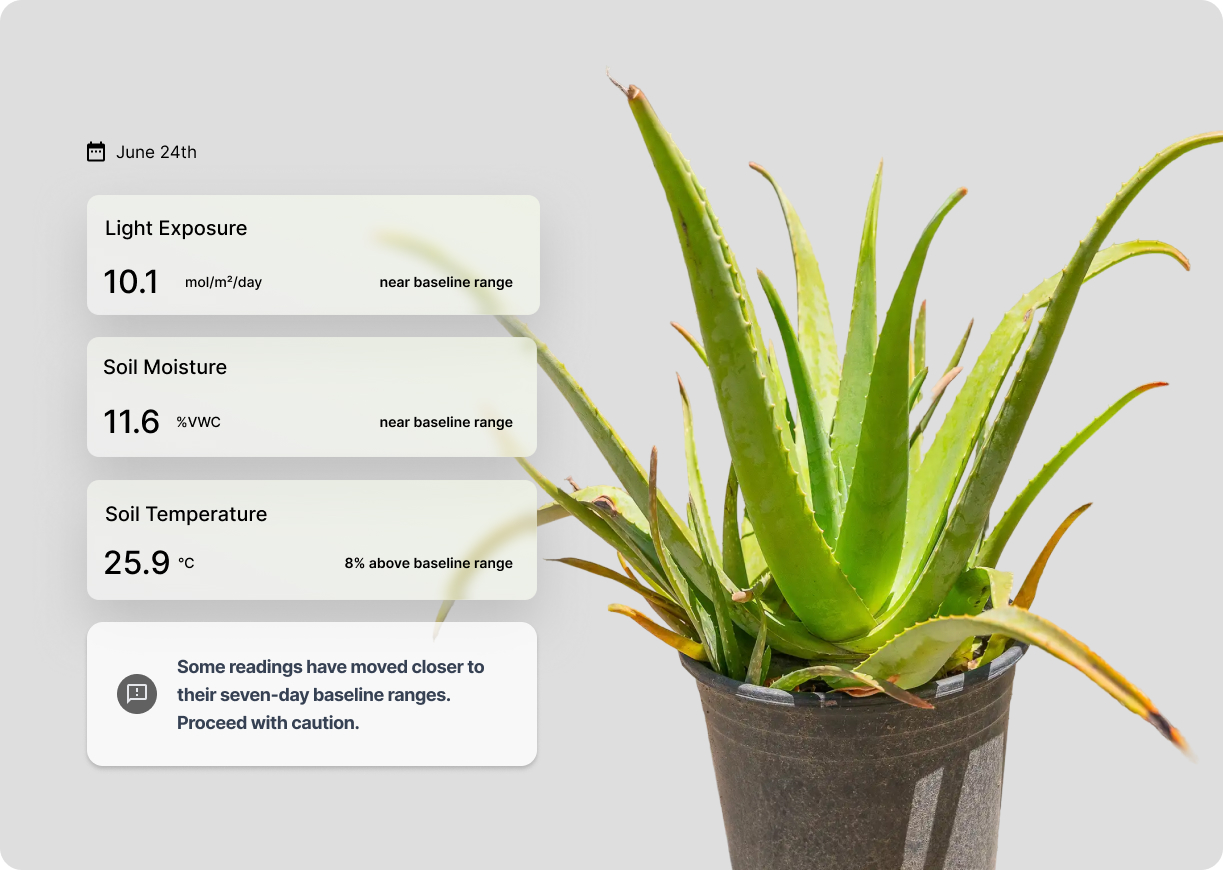 June 24th
Light Exposure
10.1 mol/m²/day near baseline range
Soil Moisture
11.6 %VWC near baseline range
Soil Temperature
25.9 °C 8% above baseline range
Some readings have moved closer to
their seven-day baseline ranges.
Proceed with caution.